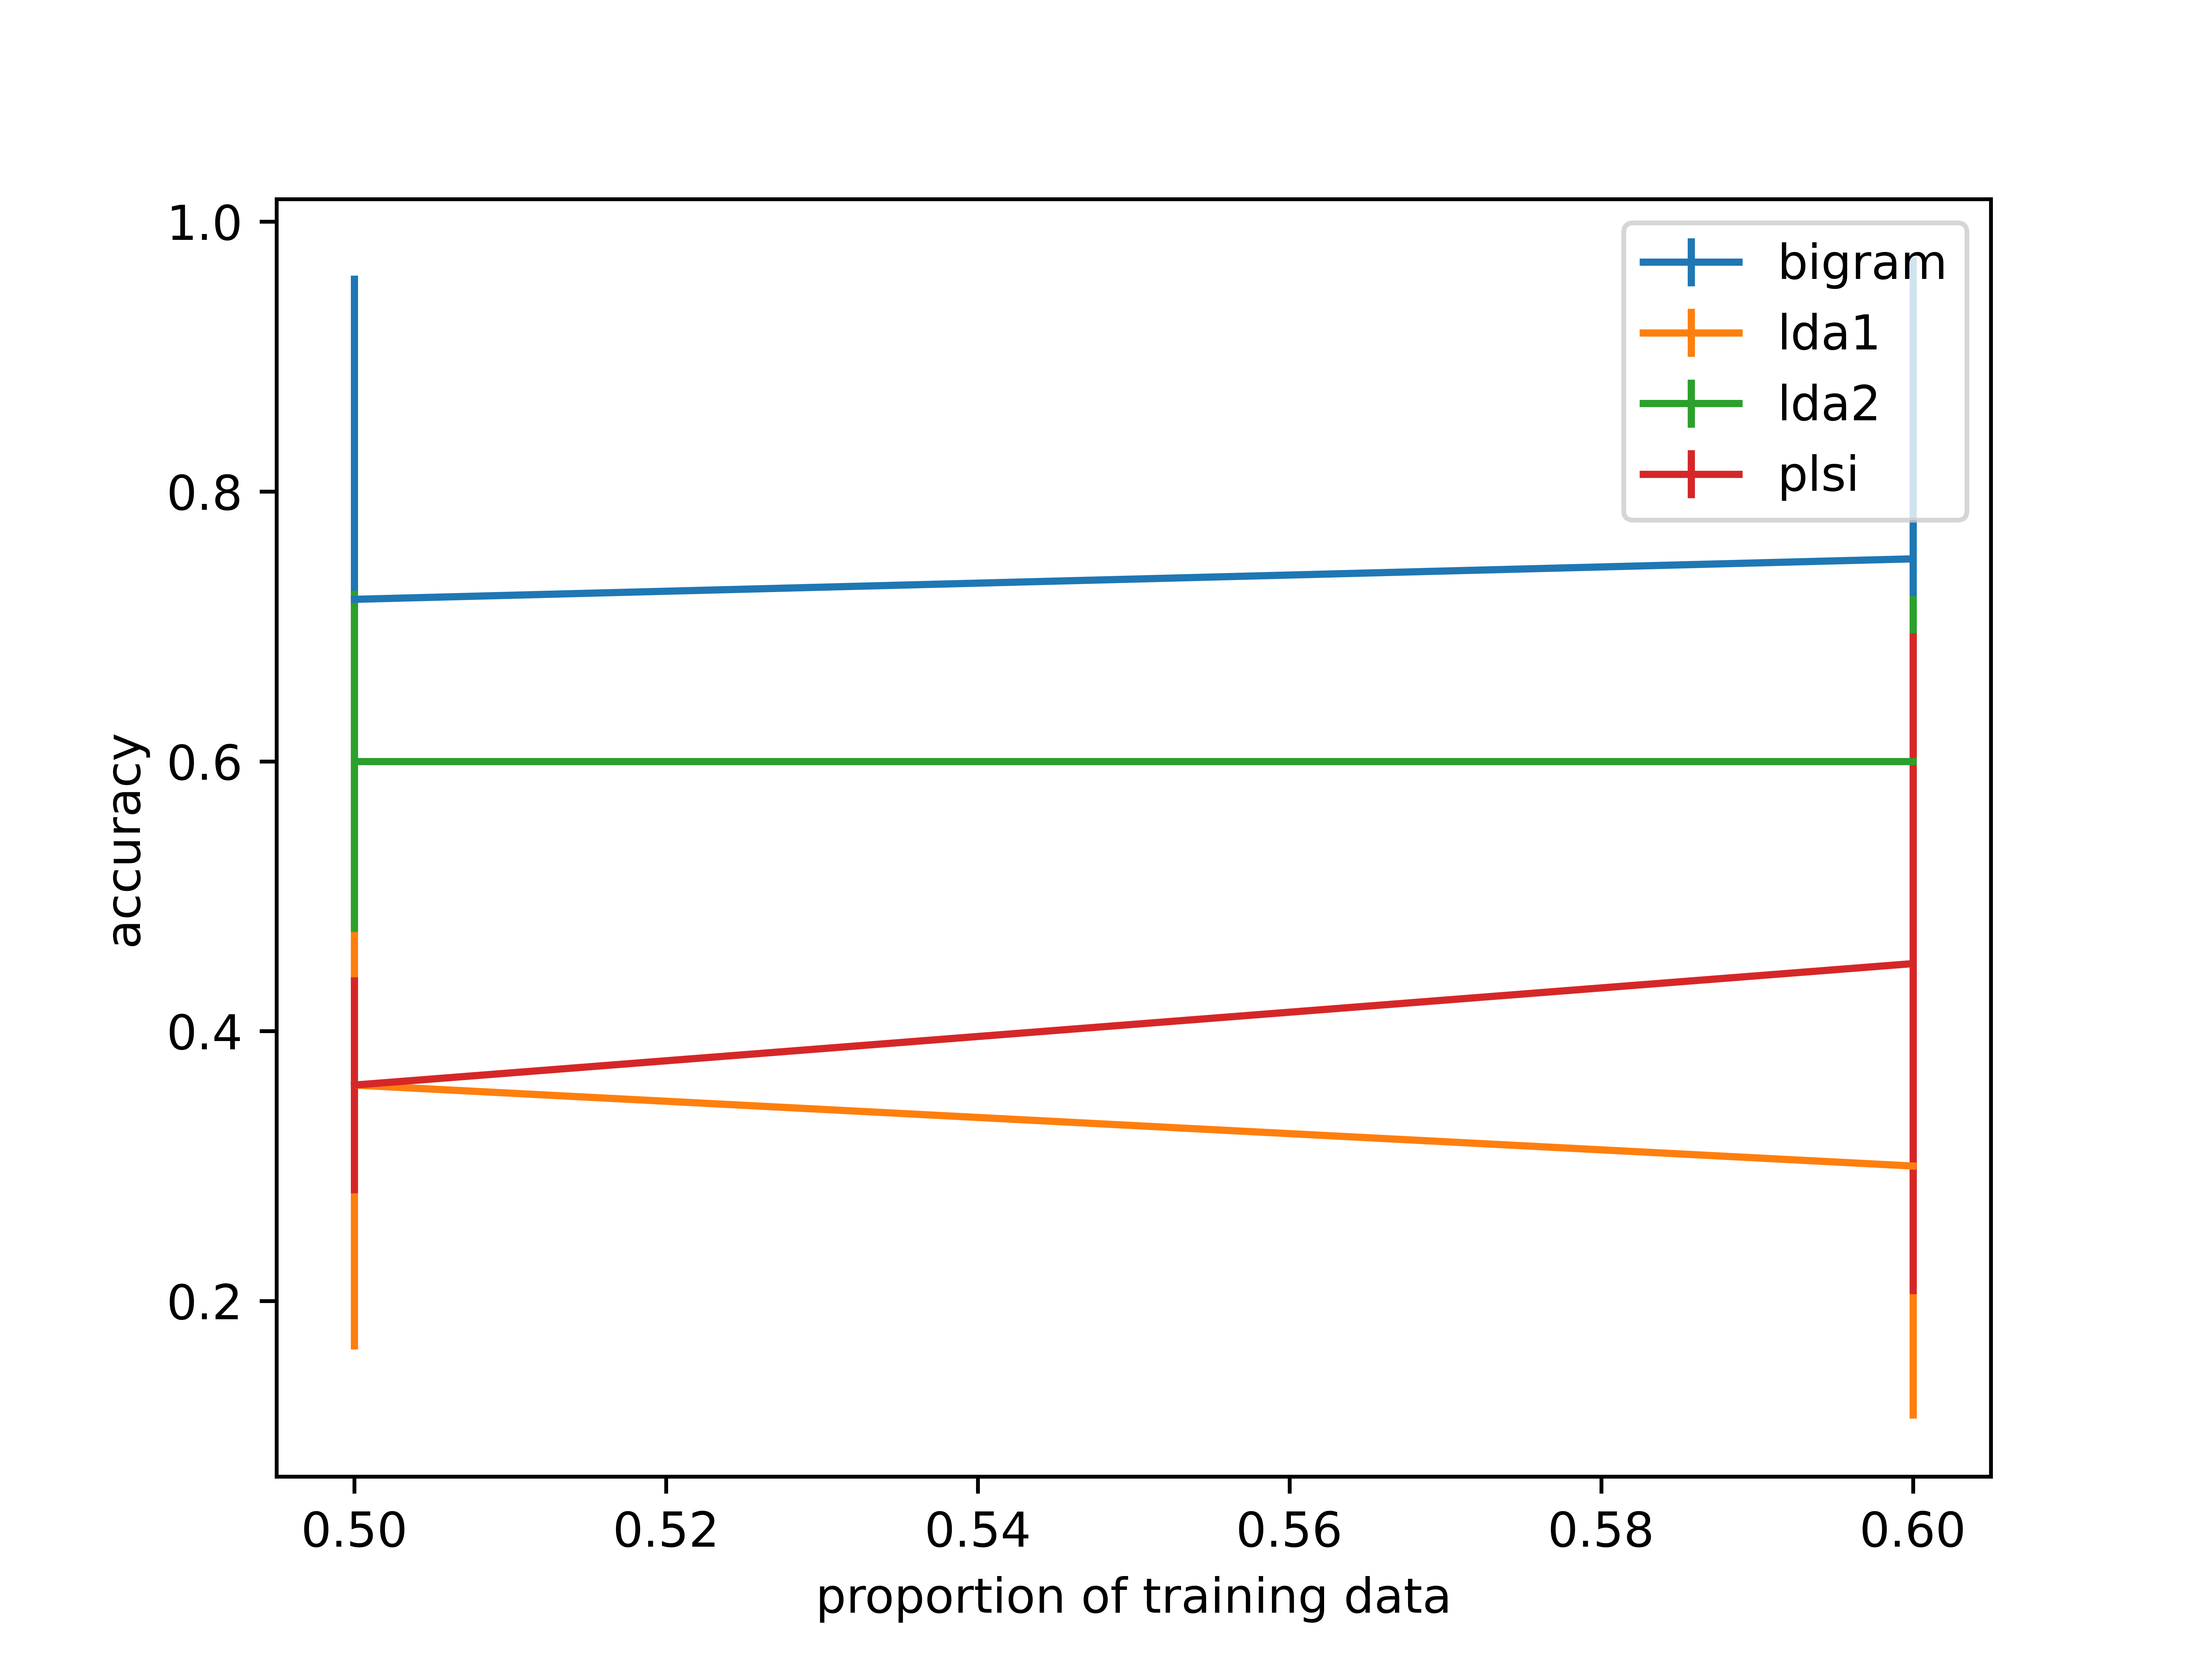 1.0
0.8
0.6
0.4
0.2
accuracy
bigram
lda1
lda2
plsi
0.50 0.52 0.54 0.56 0.58 0.60
proportion of training data